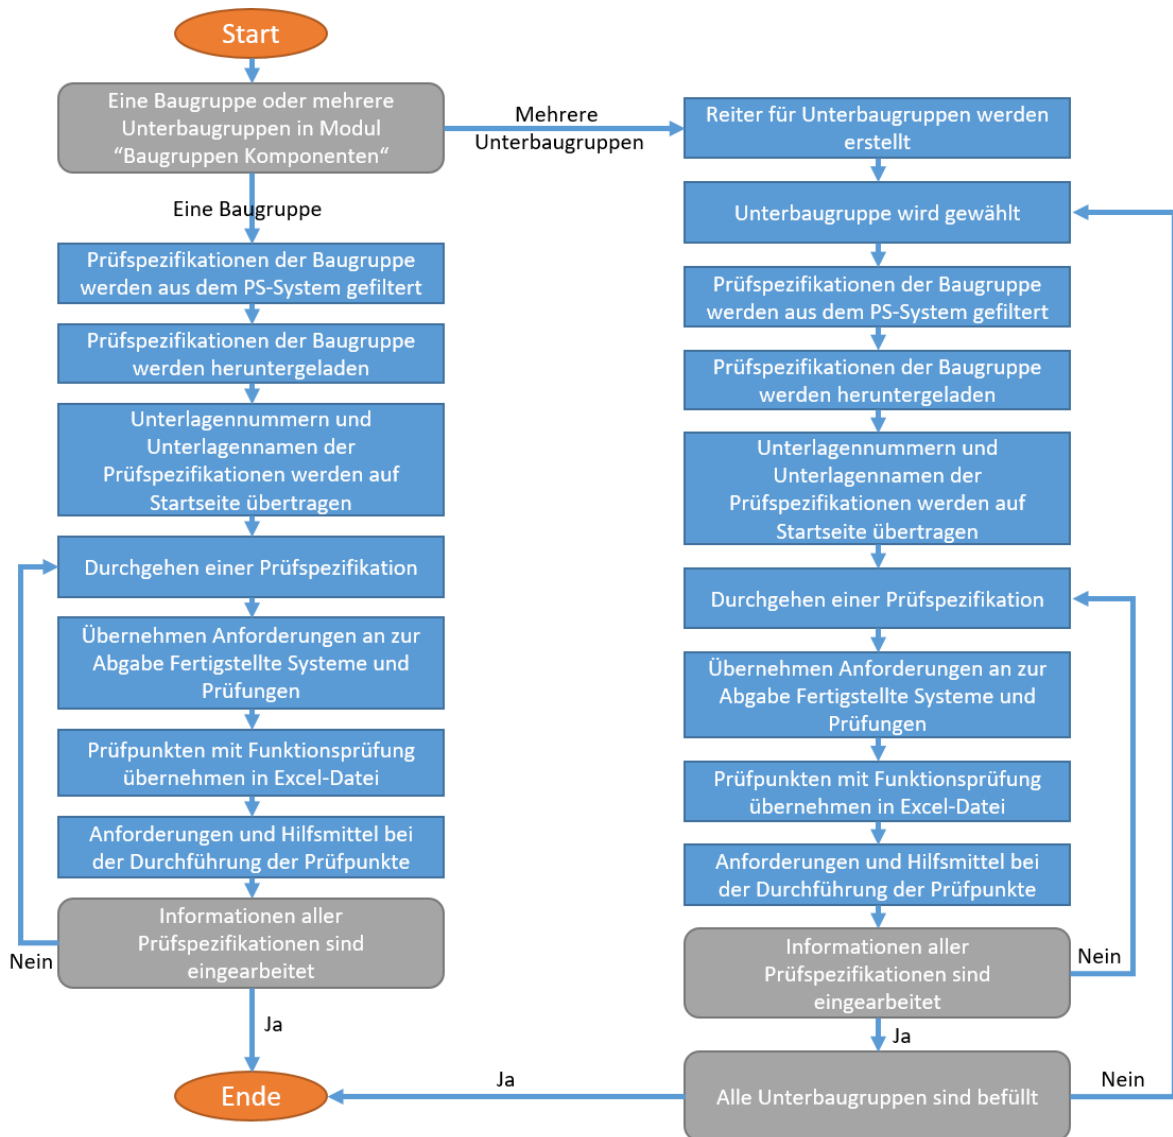 Start
Eine Baugruppe oder mehrere
Unterbaugruppen in Modul
“Baugruppen Komponenten“
Mehrere
Unterbaugruppen
Eine Baugruppe
Prüfspezifikationen der Baugruppe
werden aus dem PS-System gefiltert
Prüfspezifikationen der Baugruppe
werden heruntergeladen
Unterlagennummern und
Unterlagennamen der
Prüfspezifikationen werden auf
Startseite übertragen
Durchgehen einer Prüfspezifikation
Übernehmen Anforderungen an zur
Abgabe Fertigstellte Systeme und
Prüfungen
Prüfpunkten mit Funktionsprüfung
übernehmen in Excel-Datei
Anforderungen und Hilfsmittel bei
der Durchführung der Prüfpunkte
Informationen aller
Prüfspezifikationen sind
eingearbeitet
Nein
Ja
Ende
Reiter für Unterbaugruppen werden
erstellt
Unterbaugruppe wird gewählt
Prüfspezifikationen der Baugruppe
werden aus dem PS-System gefiltert
Prüfspezifikationen der Baugruppe
werden heruntergeladen
Unterlagennummern und
Unterlagennamen der
Prüfspezifikationen werden auf
Startseite übertragen
Durchgehen einer Prüfspezifikation
Übernehmen Anforderungen an zur
Abgabe Fertigstellte Systeme und
Prüfungen
Prüfpunkten mit Funktionsprüfung
übernehmen in Excel-Datei
Anforderungen und Hilfsmittel bei
der Durchführung der Prüfpunkte
Informationen aller
Prüfspezifikationen sind
eingearbeitet
Nein
Ja
Alle Unterbaugruppen sind befüllt
Ja
Nein